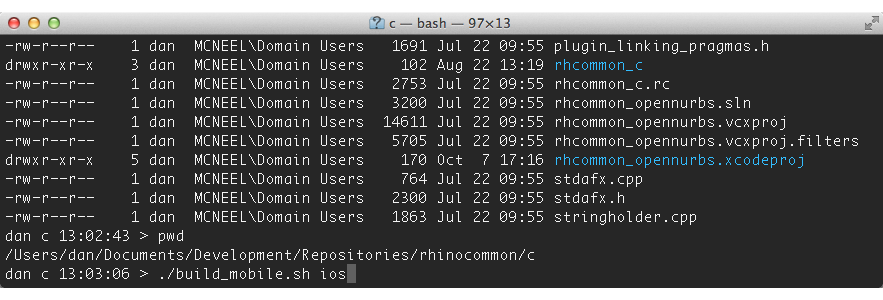 c — bash — 97×13
-rw-r--r-- 1 dan MCNEEL\Domain Users 1691 Jul 22 09:55 plugin_linking_pragmas.h
drwxr-xr-x 3 dan MCNEEL\Domain Users 102 Aug 22 13:19 rhcommon_c
-rw-r--r-- 1 dan MCNEEL\Domain Users 2753 Jul 22 09:55 rhcommon_c.rc
-rw-r--r-- 1 dan MCNEEL\Domain Users 3200 Jul 22 09:55 rhcommon_opennurbs.sln
-rw-r--r-- 1 dan MCNEEL\Domain Users 14611 Jul 22 09:55 rhcommon_opennurbs.vcxproj
-rw-r--r-- 1 dan MCNEEL\Domain Users 5705 Jul 22 09:55 rhcommon_opennurbs.vcxproj.filters
drwxr-xr-x 5 dan MCNEEL\Domain Users 170 Oct 7 17:16 rhcommon_opennurbs.xcodeproj
-rw-r--r-- 1 dan MCNEEL\Domain Users 764 Jul 22 09:55 stdafx.cpp
-rw-r--r-- 1 dan MCNEEL\Domain Users 2300 Jul 22 09:55 stdafx.h
-rw-r--r-- 1 dan MCNEEL\Domain Users 1863 Jul 22 09:55 stringholder.cpp
dan c 13:02:43 > pwd
/Users/dan/Documents/Development/Repositories/rhinocommon/c
dan c 13:03:06 > ./build_mobile.sh ios